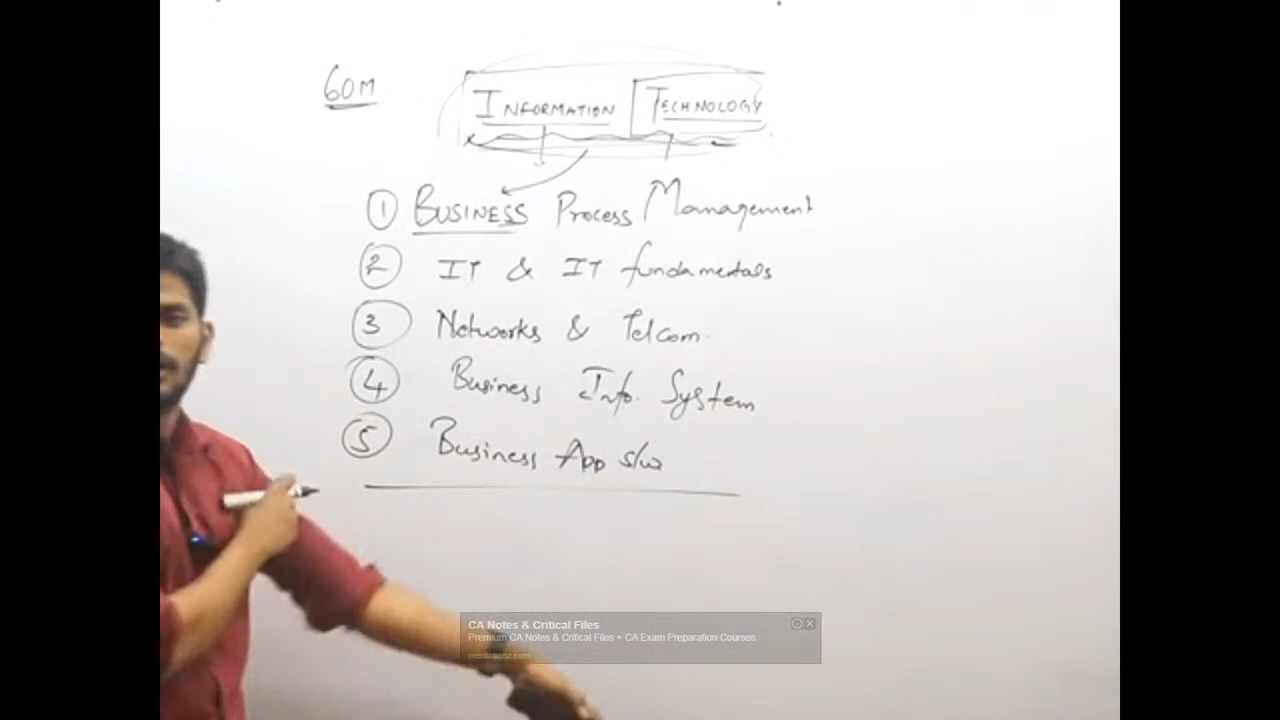 60M
INFORMATION TECHNOLOGY
1 BUSINESS Process Management
2 IT & IT fundamentals
3 Networks & Telcom.
4 Business Info. System
5 Business App s/w
CA Notes & Critical Files
Premium CA Notes & Critical Files + CA Exam Preparation Courses.